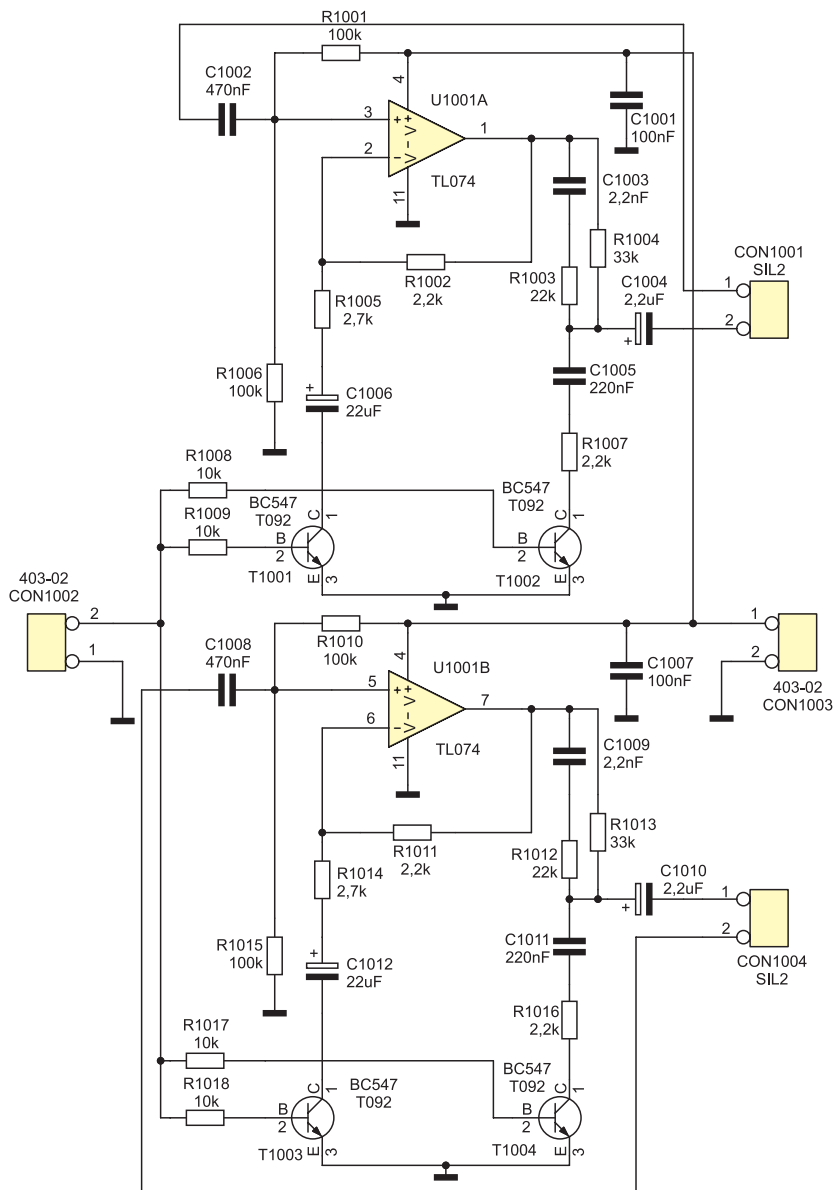 R1001
100k
C1002
470nF
4
U1001A
3
+
+
V
1
2
-
V
-
TL074
11
C1001
100nF
C1003
2,2nF
R1004
33k
CON1001
SIL2
R1003
22k
C1004
2,2uF
1
2
+
R1002
2,2k
R1005
2,7k
R1006
100k
+
C1006
22uF
C1005
220nF
R1007
2,2k
R1008
10k
R1009
10k
BC547
T092
C
1
B
2
E
3
T1001
BC547
T092
C
1
B
2
E
3
T1002
403-02
CON1002
2
1
R1010
100k
C1008
470nF
4
U1001B
5
+
+
V
7
6
-
V
-
TL074
11
C1007
100nF
1
2
403-02
CON1003
C1009
2,2nF
R1013
33k
R1012
22k
C1010
2,2uF
1
2
+
CON1004
SIL2
R1011
2,2k
R1014
2,7k
R1015
100k
+
C1012
22uF
C1011
220nF
R1016
2,2k
R1017
10k
R1018
10k
BC547
T092
C
1
B
2
E
3
T1003
BC547
T092
C
1
B
2
E
3
T1004